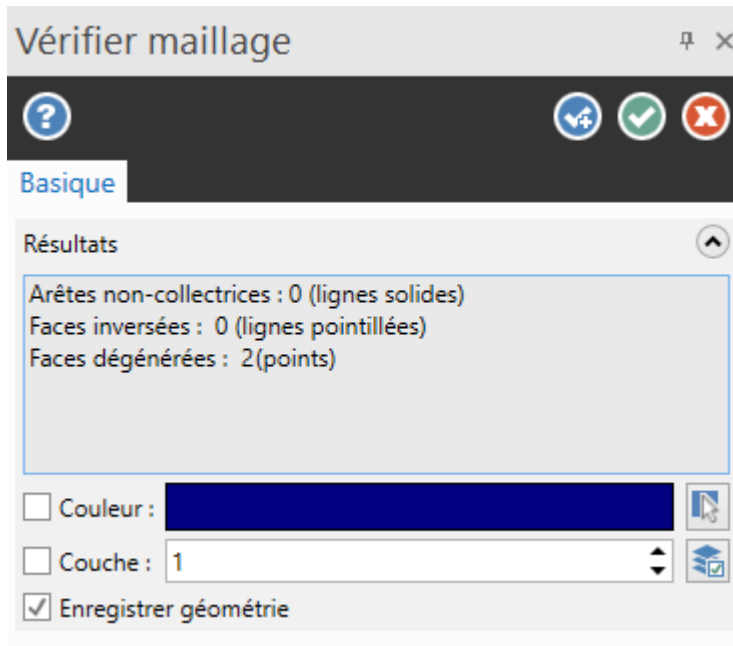 Vérifier maillage
Basique
Résultats
Arêtes non-collectrices : 0 (lignes solides)
Faces inversées :  0 (lignes pointillées)
Faces dégénérées :  2(points)
Couleur :
Couche : 1
Enregistrer géométrie